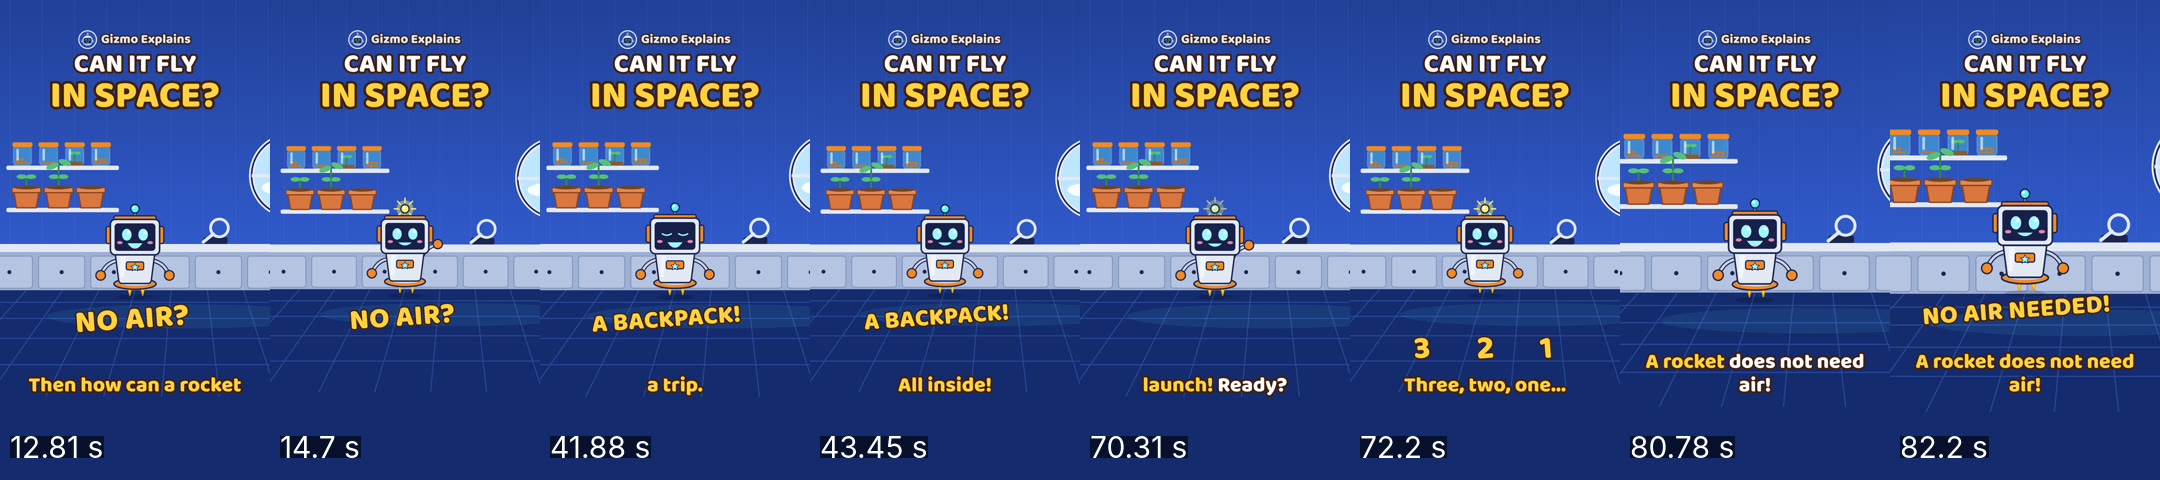 Gizmo Explains
CAN IT FLY
IN SPACE?
NO AIR?
Then how can a rocket
12.81 s
Gizmo Explains
CAN IT FLY
IN SPACE?
NO AIR?
14.7 s
Gizmo Explains
CAN IT FLY
IN SPACE?
A BACKPACK!
a trip.
41.88 s
Gizmo Explains
CAN IT FLY
IN SPACE?
A BACKPACK!
All inside!
43.45 s
Gizmo Explains
CAN IT FLY
IN SPACE?
launch! Ready?
70.31 s
Gizmo Explains
CAN IT FLY
IN SPACE?
3 2 1
Three, two, one...
72.2 s
Gizmo Explains
CAN IT FLY
IN SPACE?
A rocket does not need
air!
80.78 s
Gizmo Explains
CAN IT FLY
IN SPACE?
NO AIR NEEDED!
A rocket does not need
air!
82.2 s